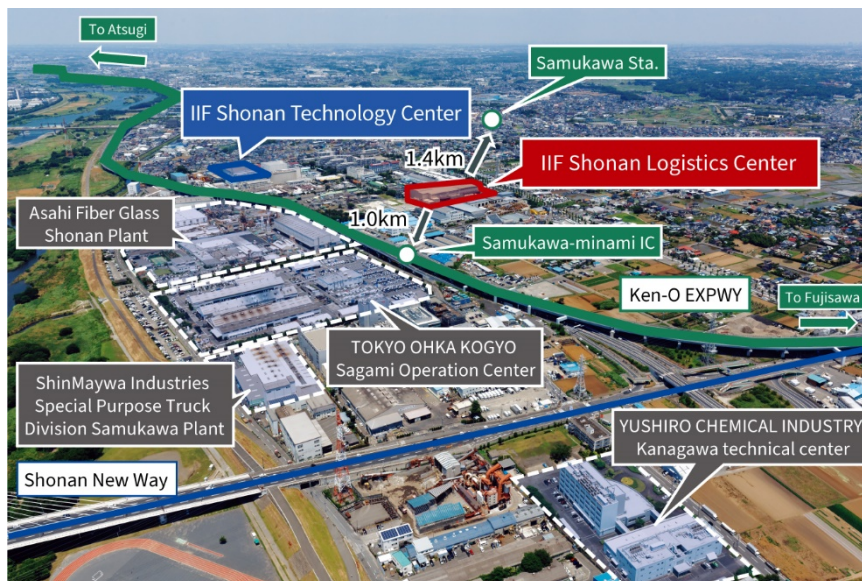 To Atsugi
Samukawa Sta.
IIF Shonan Technology Center
1.4km
IIF Shonan Logistics Center
Asahi Fiber Glass
Shonan Plant
1.0km
Samukawa-minami IC
Ken-O EXPWY
To Fujisawa
TOKYO OHKA KOGYO
Sagami Operation Center
ShinMaywa Industries
Special Purpose Truck
Division Samukawa Plant
YUSHIRO CHEMICAL INDUSTRY
Kanagawa technical center
Shonan New Way